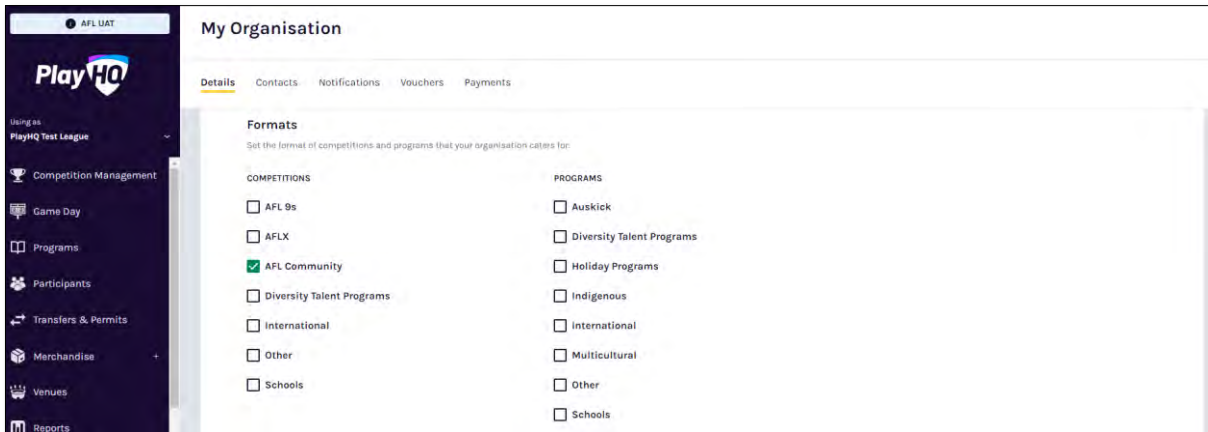 AFL UAT
PlayHQ
Using as
PlayHQ Test League
Competition Management
Game Day
Programs
Participants
Transfers & Permits
Merchandise +
Venues
Reports
My Organisation
Details Contacts Notifications Vouchers Payments
Formats
Set the format of competitions and programs that your organisation caters for.
COMPETITIONS
AFL 9s
AFLX
AFL Community
Diversity Talent Programs
International
Other
Schools
PROGRAMS
Auskick
Diversity Talent Programs
Holiday Programs
Indigenous
International
Multicultural
Other
Schools